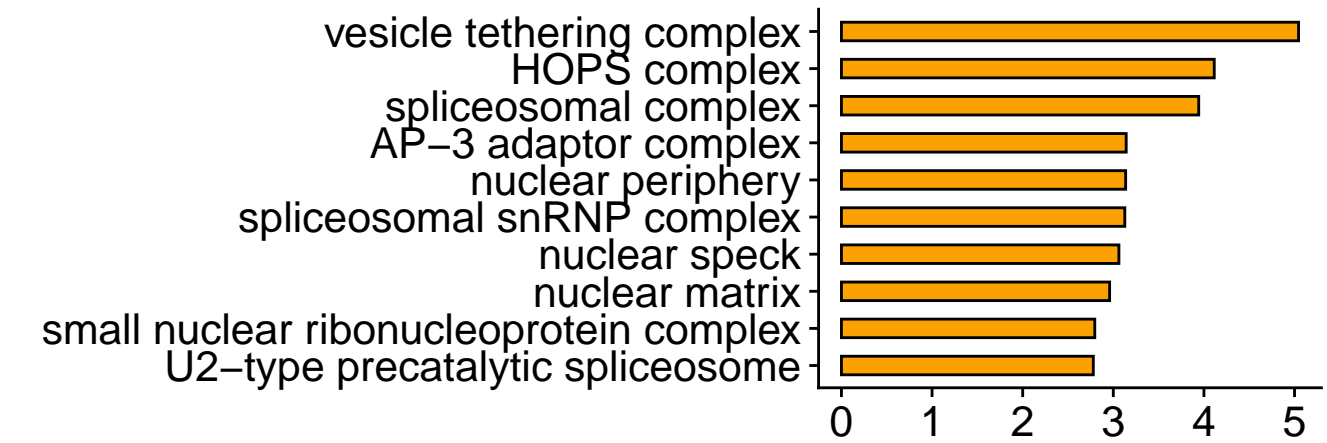 vesicle tethering complex
HOPS complex
spliceosomal complex
AP−3 adaptor complex
nuclear periphery
spliceosomal snRNP complex
nuclear speck
nuclear matrix
small nuclear ribonucleoprotein complex
U2−type precatalytic spliceosome
0 1 2 3 4 5